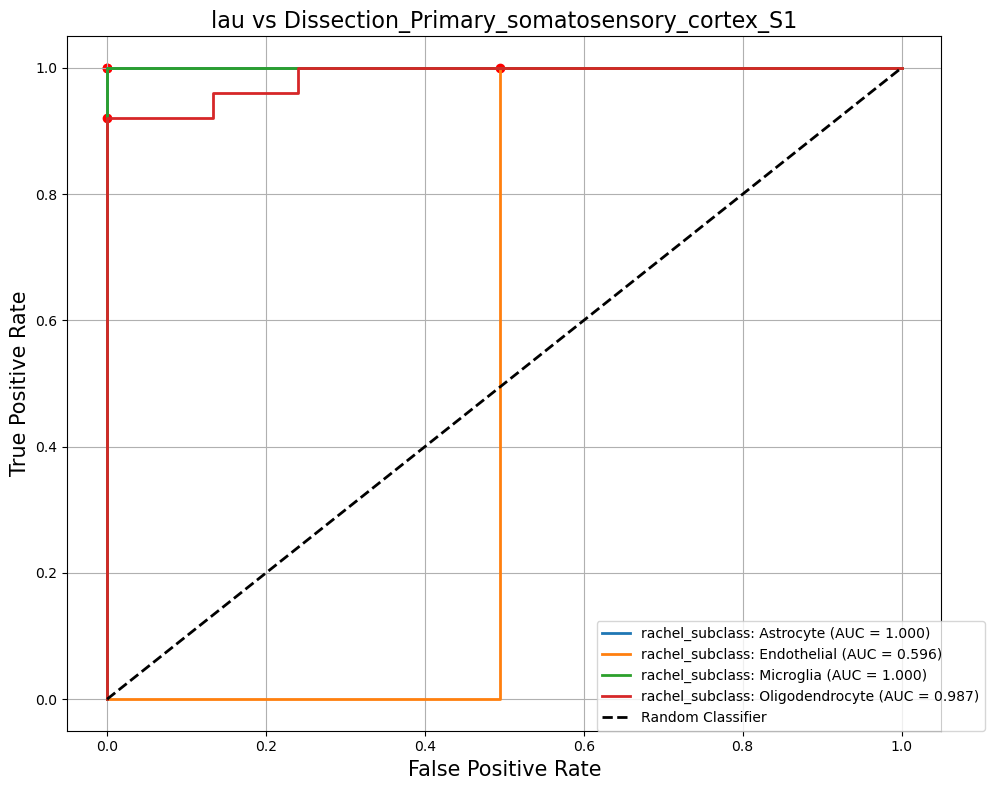 lau vs Dissection_Primary_somatosensory_cortex_S1
True Positive Rate
1.0
0.8
0.6
0.4
0.2
0.0
rachel_subclass: Astrocyte (AUC = 1.000)
rachel_subclass: Endothelial (AUC = 0.596)
rachel_subclass: Microglia (AUC = 1.000)
rachel_subclass: Oligodendrocyte (AUC = 0.987)
Random Classifier
0.0 0.2 0.4 0.6 0.8 1.0
False Positive Rate